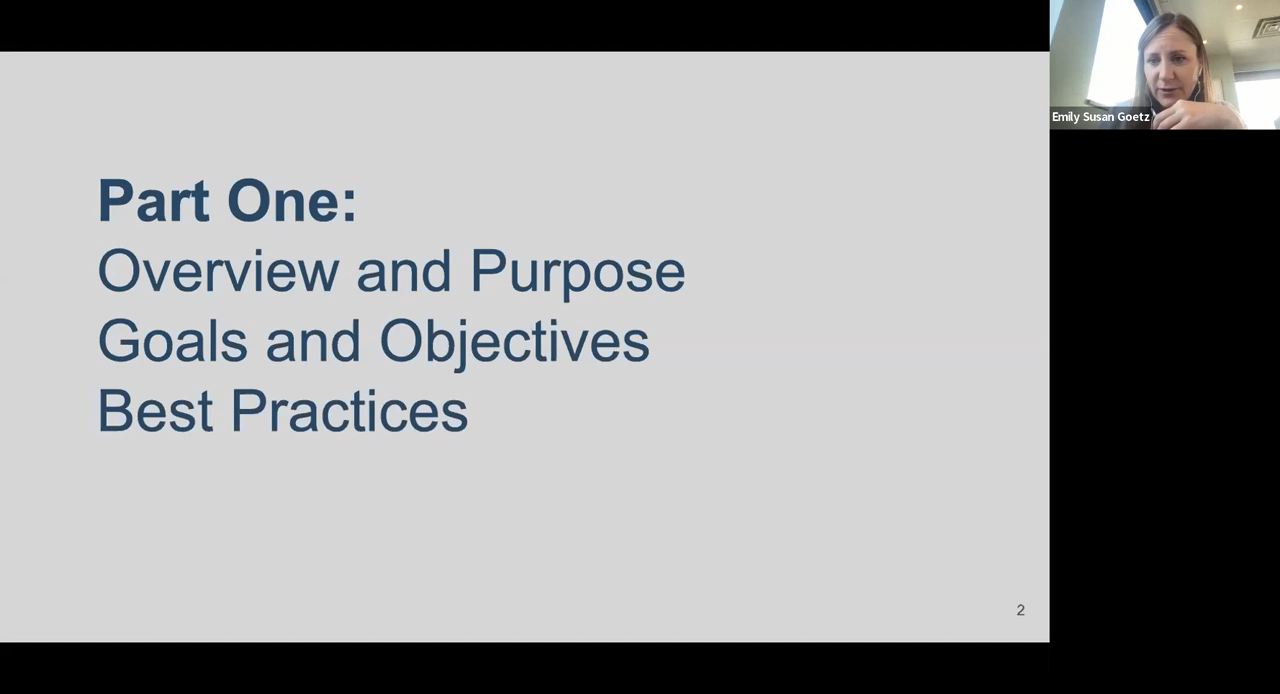 Part One:
Overview and Purpose
Goals and Objectives
Best Practices
2
Emily Susan Goetz